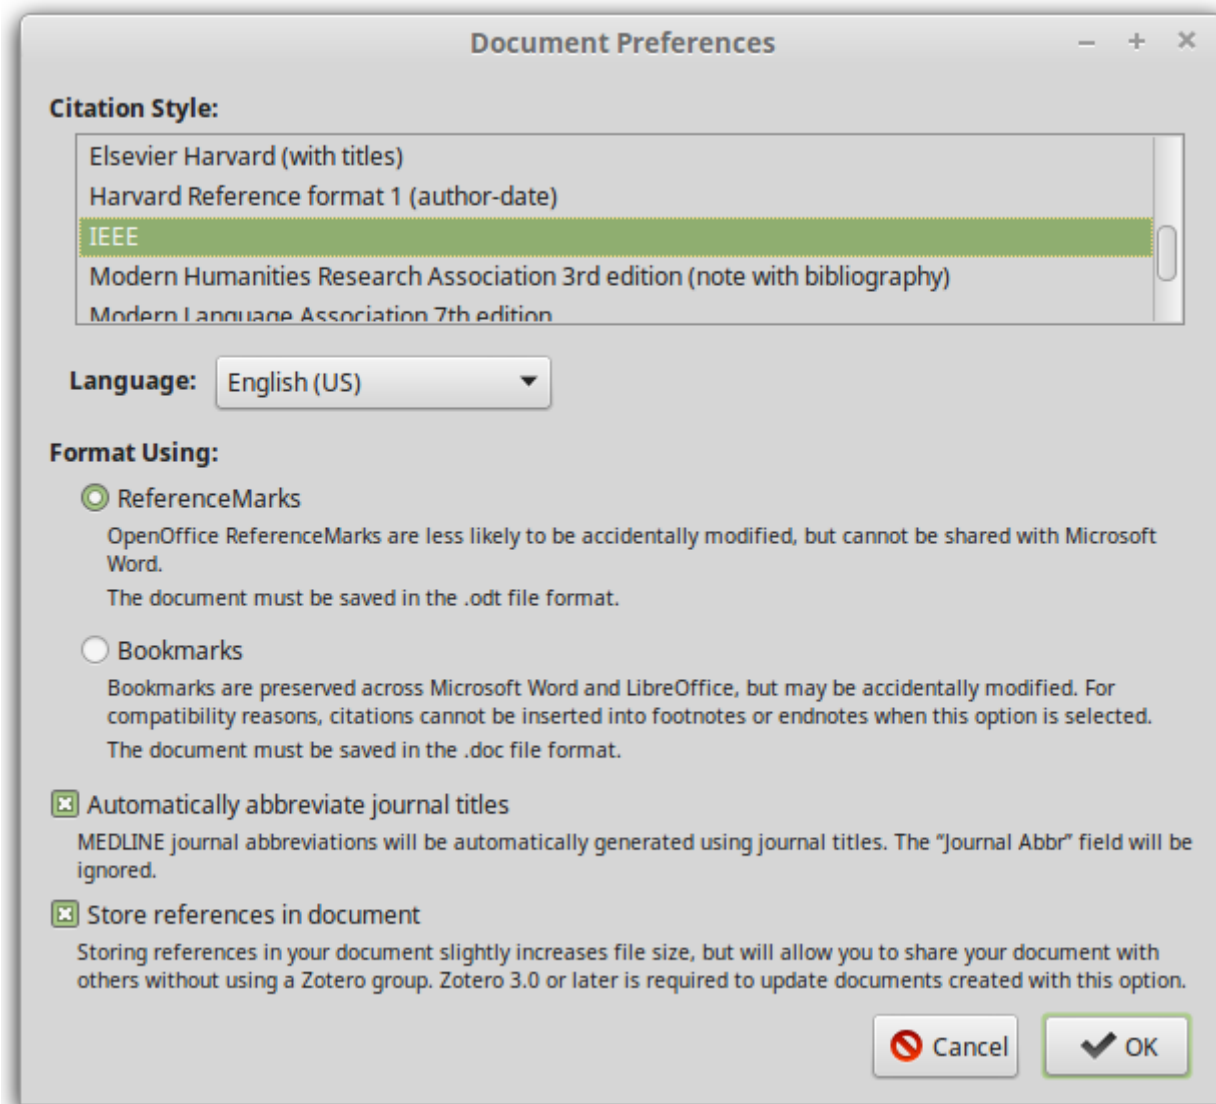 Document Preferences
Citation Style:
Elsevier Harvard (with titles)
Harvard Reference format 1 (author-date)
IEEE
Modern Humanities Research Association 3rd edition (note with bibliography)
Modern Language Association 7th edition
Language: English (US)
Format Using:
ReferenceMarks
OpenOffice ReferenceMarks are less likely to be accidentally modified, but cannot be shared with Microsoft
Word.
The document must be saved in the .odt file format.
Bookmarks
Bookmarks are preserved across Microsoft Word and LibreOffice, but may be accidentally modified. For
compatibility reasons, citations cannot be inserted into footnotes or endnotes when this option is selected.
The document must be saved in the .doc file format.
Automatically abbreviate journal titles
MEDLINE journal abbreviations will be automatically generated using journal titles. The “Journal Abbr” field will be
ignored.
Store references in document
Storing references in your document slightly increases file size, but will allow you to share your document with
others without using a Zotero group. Zotero 3.0 or later is required to update documents created with this option.
Cancel OK